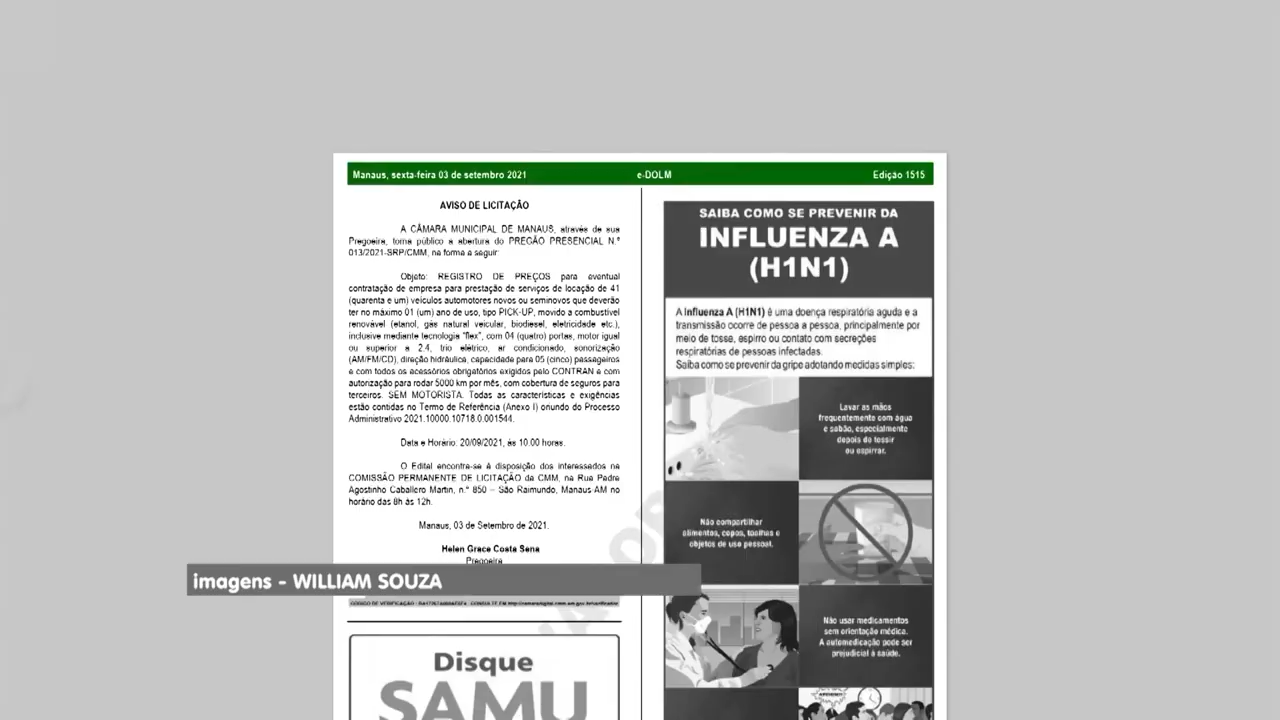 Manaus, sexta-feira 03 de setembro 2021
e-DOLM
Edição 1515
AVISO DE LICITAÇÃO
A CÂMARA MUNICIPAL DE MANAUS, através de sua
Pregoeira, torna público a abertura do PREGÃO PRESENCIAL N.º
013/2021-SRP/CMM, na forma a seguir:
Objeto: REGISTRO DE PREÇOS para eventual
contratação de empresa para prestação de serviços de locação de 41
(quarenta e um) veículos automotores novos ou seminovos que deverão
ter no máximo 01 (um) ano de uso, tipo PICK-UP, movido a combustível
renovável (etanol, gás natural veicular, biodiesel, eletricidade etc.),
inclusive mediante tecnologia "flex", com 04 (quatro) portas, motor igual
ou superior a 2.4, trio elétrico, ar condicionado, sonorização
(AM/FM/CD), direção hidráulica, capacidade para 05 (cinco) passageiros
e com todos os acessórios obrigatórios exigidos pelo CONTRAN e com
autorização para rodar 5000 km por mês, com cobertura de seguros para
terceiros. SEM MOTORISTA. Todas as características e exigências
estão contidas no Termo de Referência (Anexo I) oriundo do Processo
Administrativo 2021.10000.10718.0.001544.
Data e Horário: 20/09/2021, às 10:00 horas.
O Edital encontra-se à disposição dos interessados na
COMISSÃO PERMANENTE DE LICITAÇÃO da CMM, na Rua Padre
Agostinho Caballero Martin, n.º 850 – São Raimundo, Manaus AM no
horário das 8h às 12h.
Manaus, 03 de Setembro de 2021.
Helen Grace Costa Sena
Pregoeira
imagens - WILLIAM SOUZA
Disque
SAMU
SAIBA COMO SE PREVENIR DA
INFLUENZA A
(H1N1)
A Influenza A (H1N1) é uma doença respiratória aguda e a
transmissão ocorre de pessoa a pessoa, principalmente por
meio de tosse, espirro ou contato com secreções
respiratórias de pessoas infectadas.
Saiba como se prevenir da gripe adotando medidas simples:
Lavar as mãos
frequentemente com água
e sabão, especialmente
depois de tossir
ou espirrar.
Não compartilhar
alimentos, copos, toalhas e
objetos de uso pessoal.
Não usar medicamentos
sem orientação médica.
A automedicação pode ser
prejudicial à saúde.